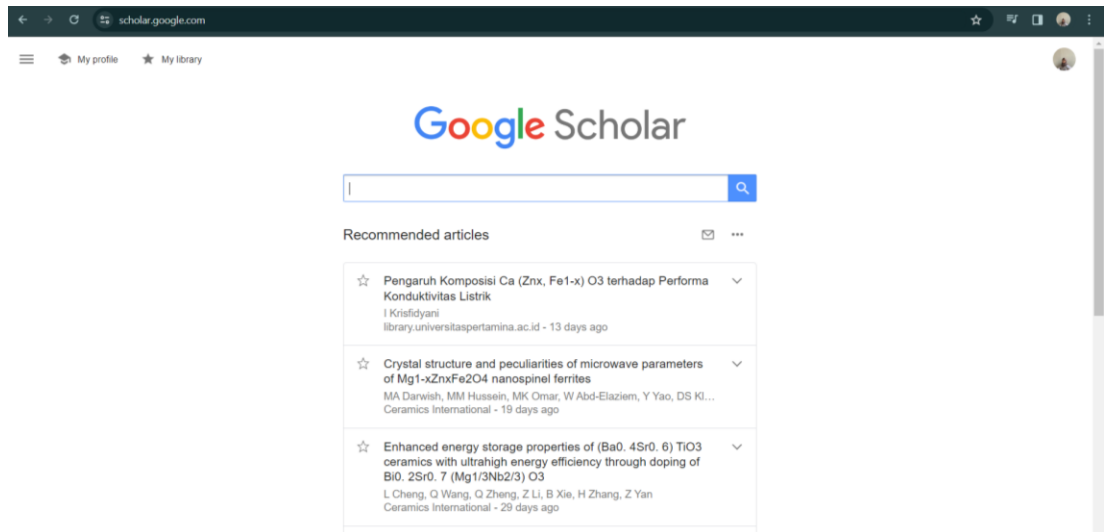 scholar.google.com
My profile
My library
Google Scholar
Recommended articles
Pengaruh Komposisi Ca (Znx, Fe1-x) O3 terhadap Performa
Konduktivitas Listrik
I Krisfidyani
library.universitaspertamina.ac.id - 13 days ago
Crystal structure and peculiarities of microwave parameters
of Mg1-xZnxFe2O4 nanospinel ferrites
MA Darwish, MM Hussein, MK Omar, W Abd-Elaziem, Y Yao, DS Kl...
Ceramics International - 19 days ago
Enhanced energy storage properties of (Ba0. 4Sr0. 6) TiO3
ceramics with ultrahigh energy efficiency through doping of
Bi0. 2Sr0. 7 (Mg1/3Nb2/3) O3
L Cheng, Q Wang, Q Zheng, Z Li, B Xie, H Zhang, Z Yan
Ceramics International - 29 days ago